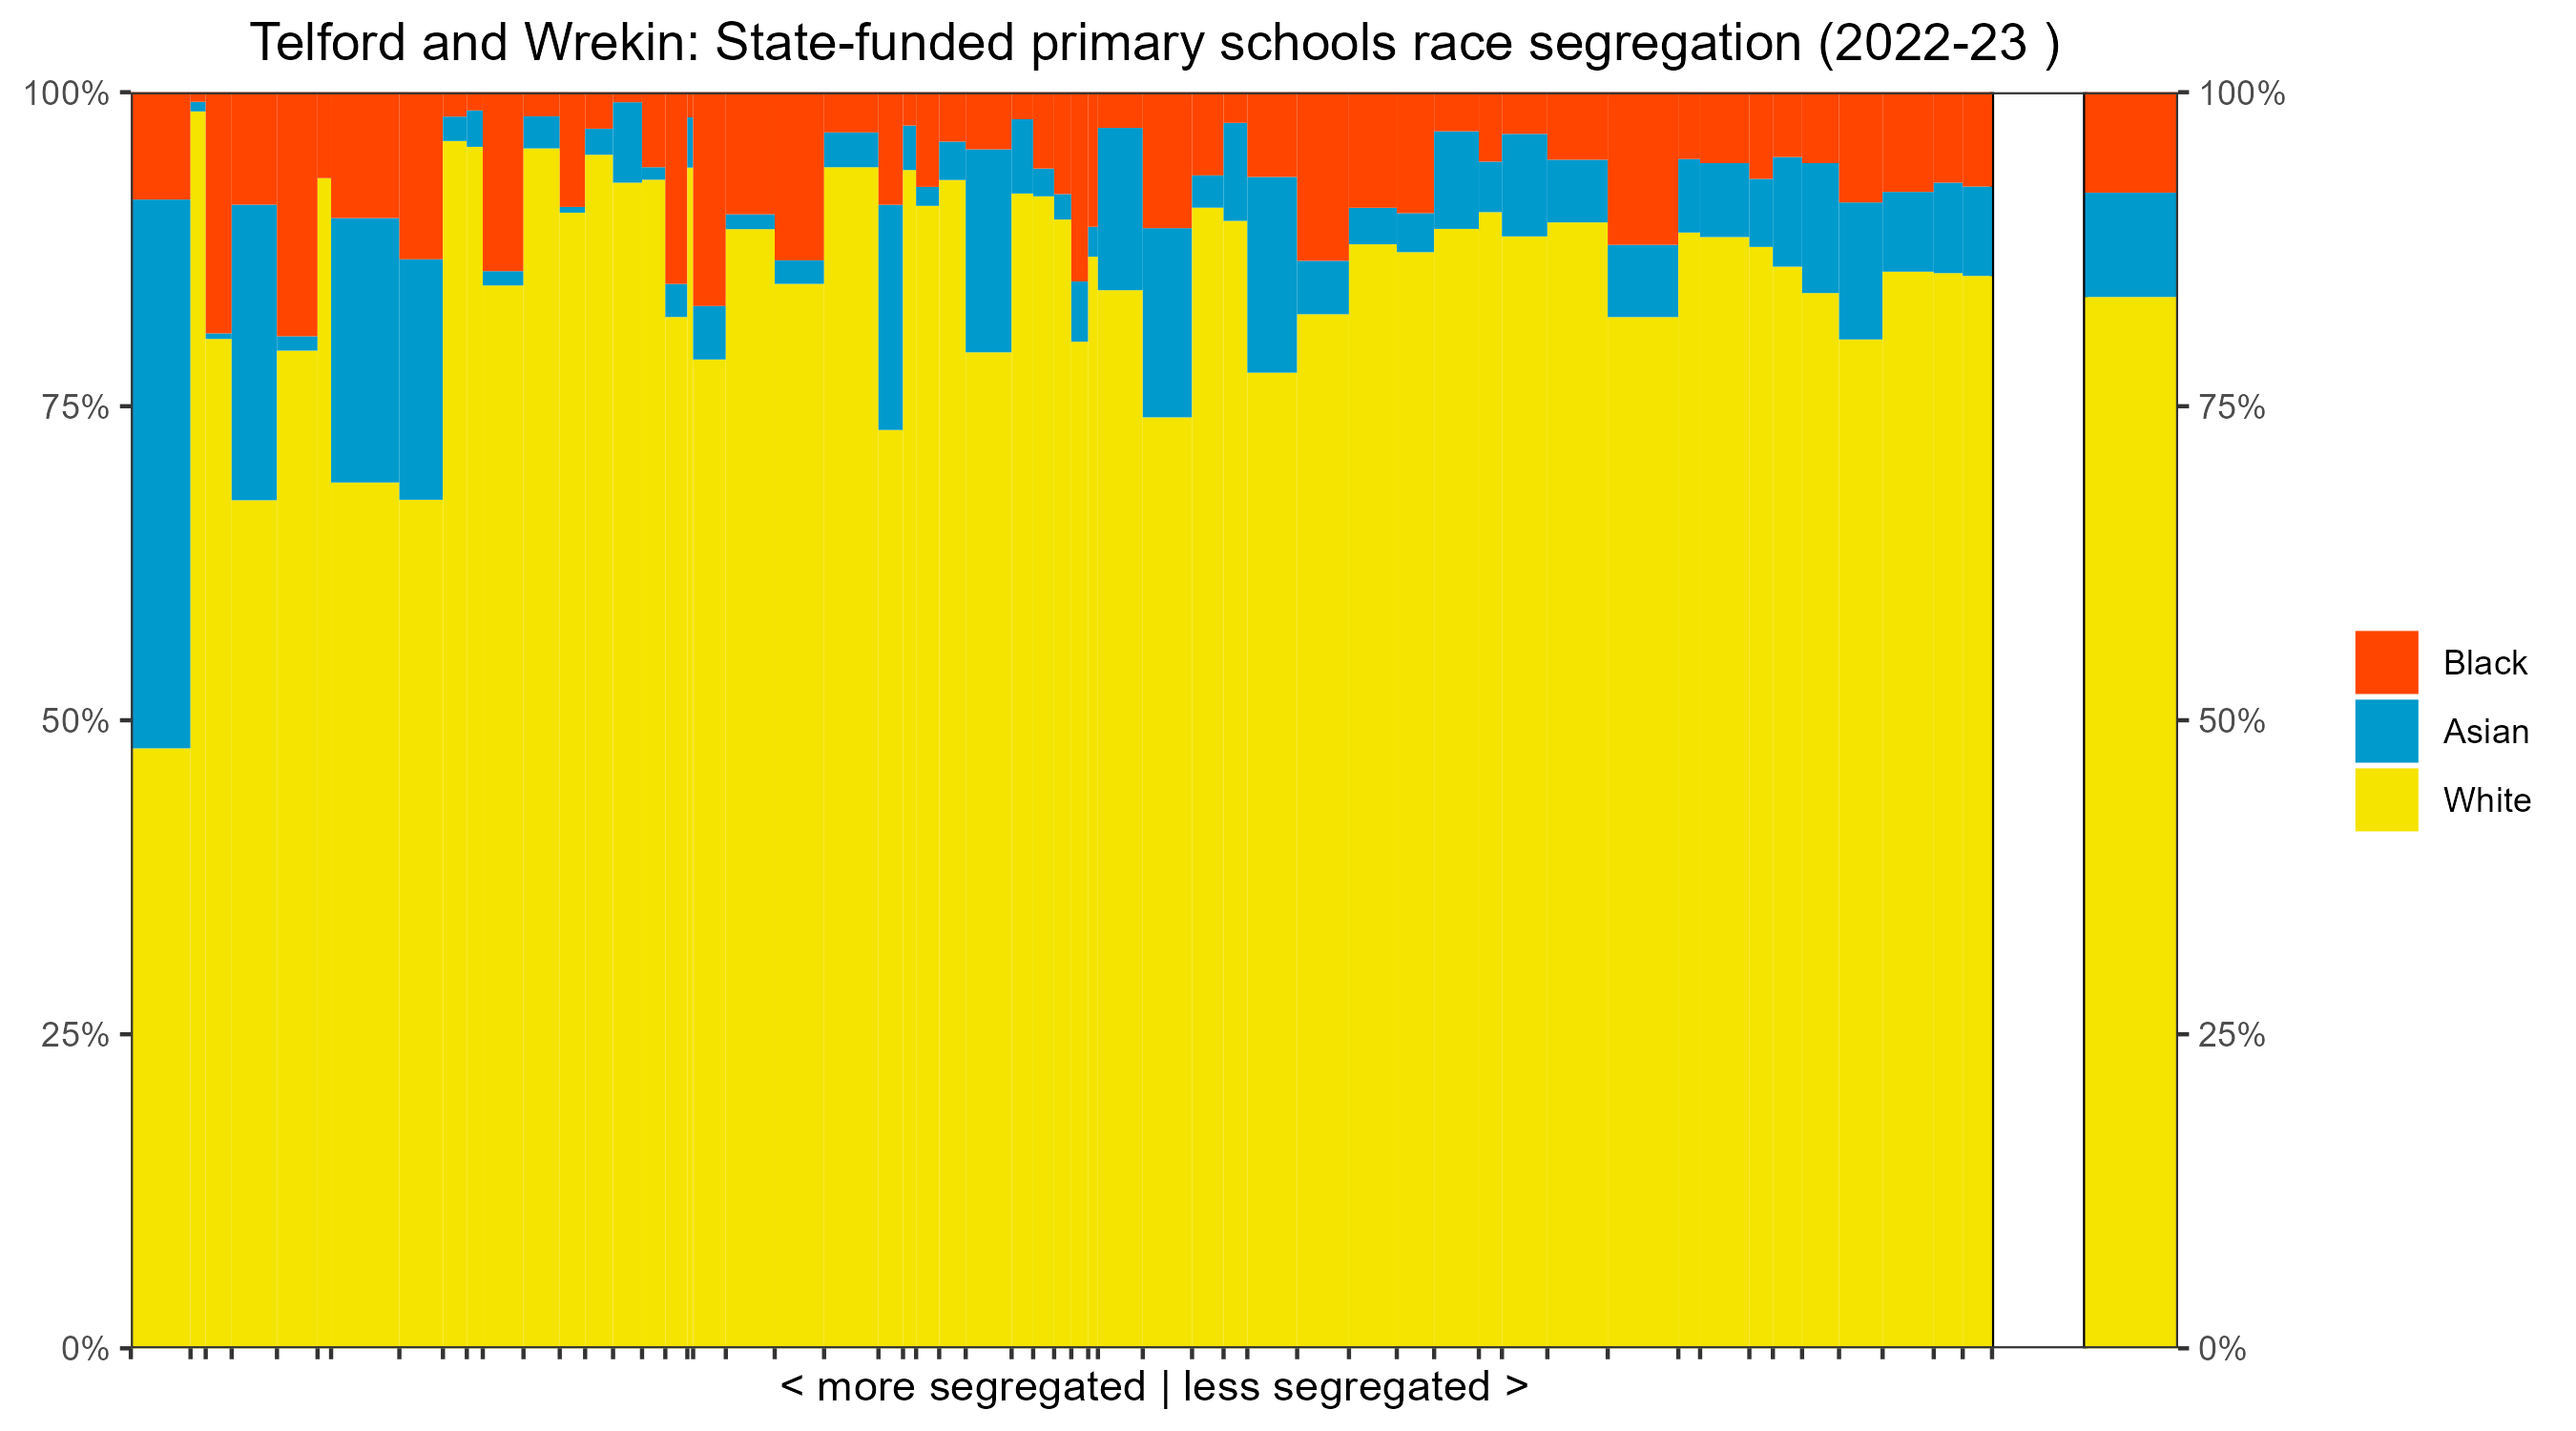 Telford and Wrekin: State-funded primary schools race segregation (2022-23 )
100%
100%
75%
75%
50%
50%
25%
25%
0%
0%
Black
Asian
White
< more segregated | less segregated >